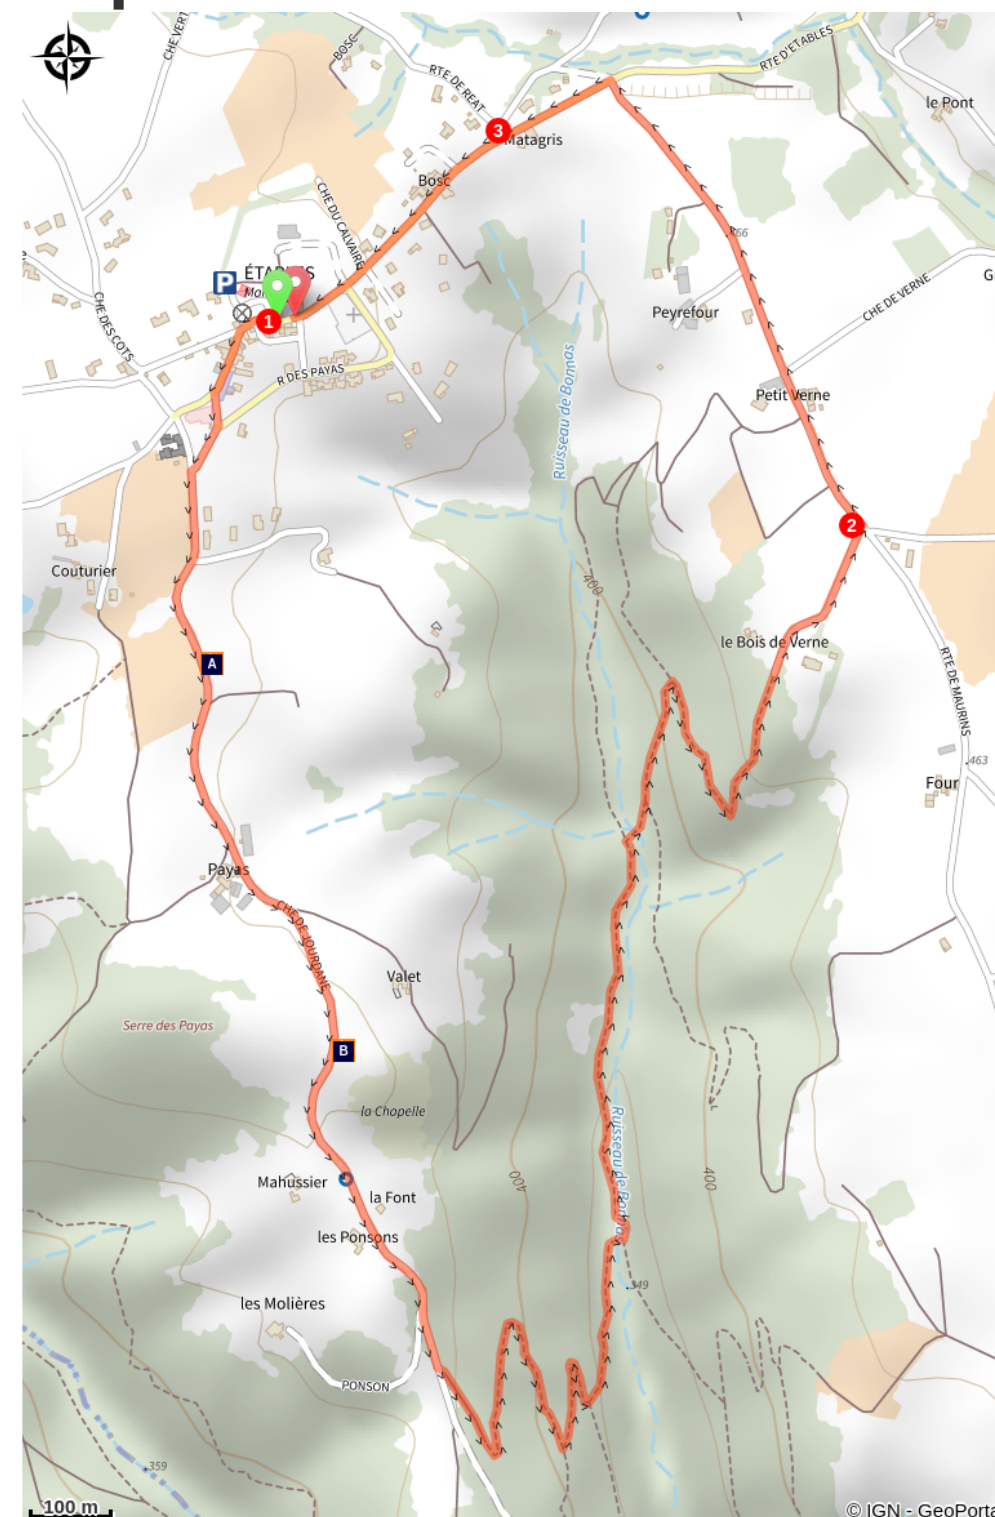 CHE VERT
BOSC
RTE DE REAT
RTE D'ETABLES
le Pont
3
Matagris
Bosc
CHE DU CALVAIRE
.466
P
1
CHE DES COTS
CHE DE VERNE
G
Peyrefour
R DES PAYAS
Ruisseau de Bonnas
Petit Verne
2
Couturier
400
A
le Bois de Verne
RTE DE MAURINS
.463
Four
Payas
CHE DE JOURDANE
Valet
Serre des Payas
B
la Chapelle
Ruisseau de Bonnas
400
400
Mahussier
la Font
les Ponsons
.349
les Molières
PONSON
.359
100 m
© IGN - GeoPorta